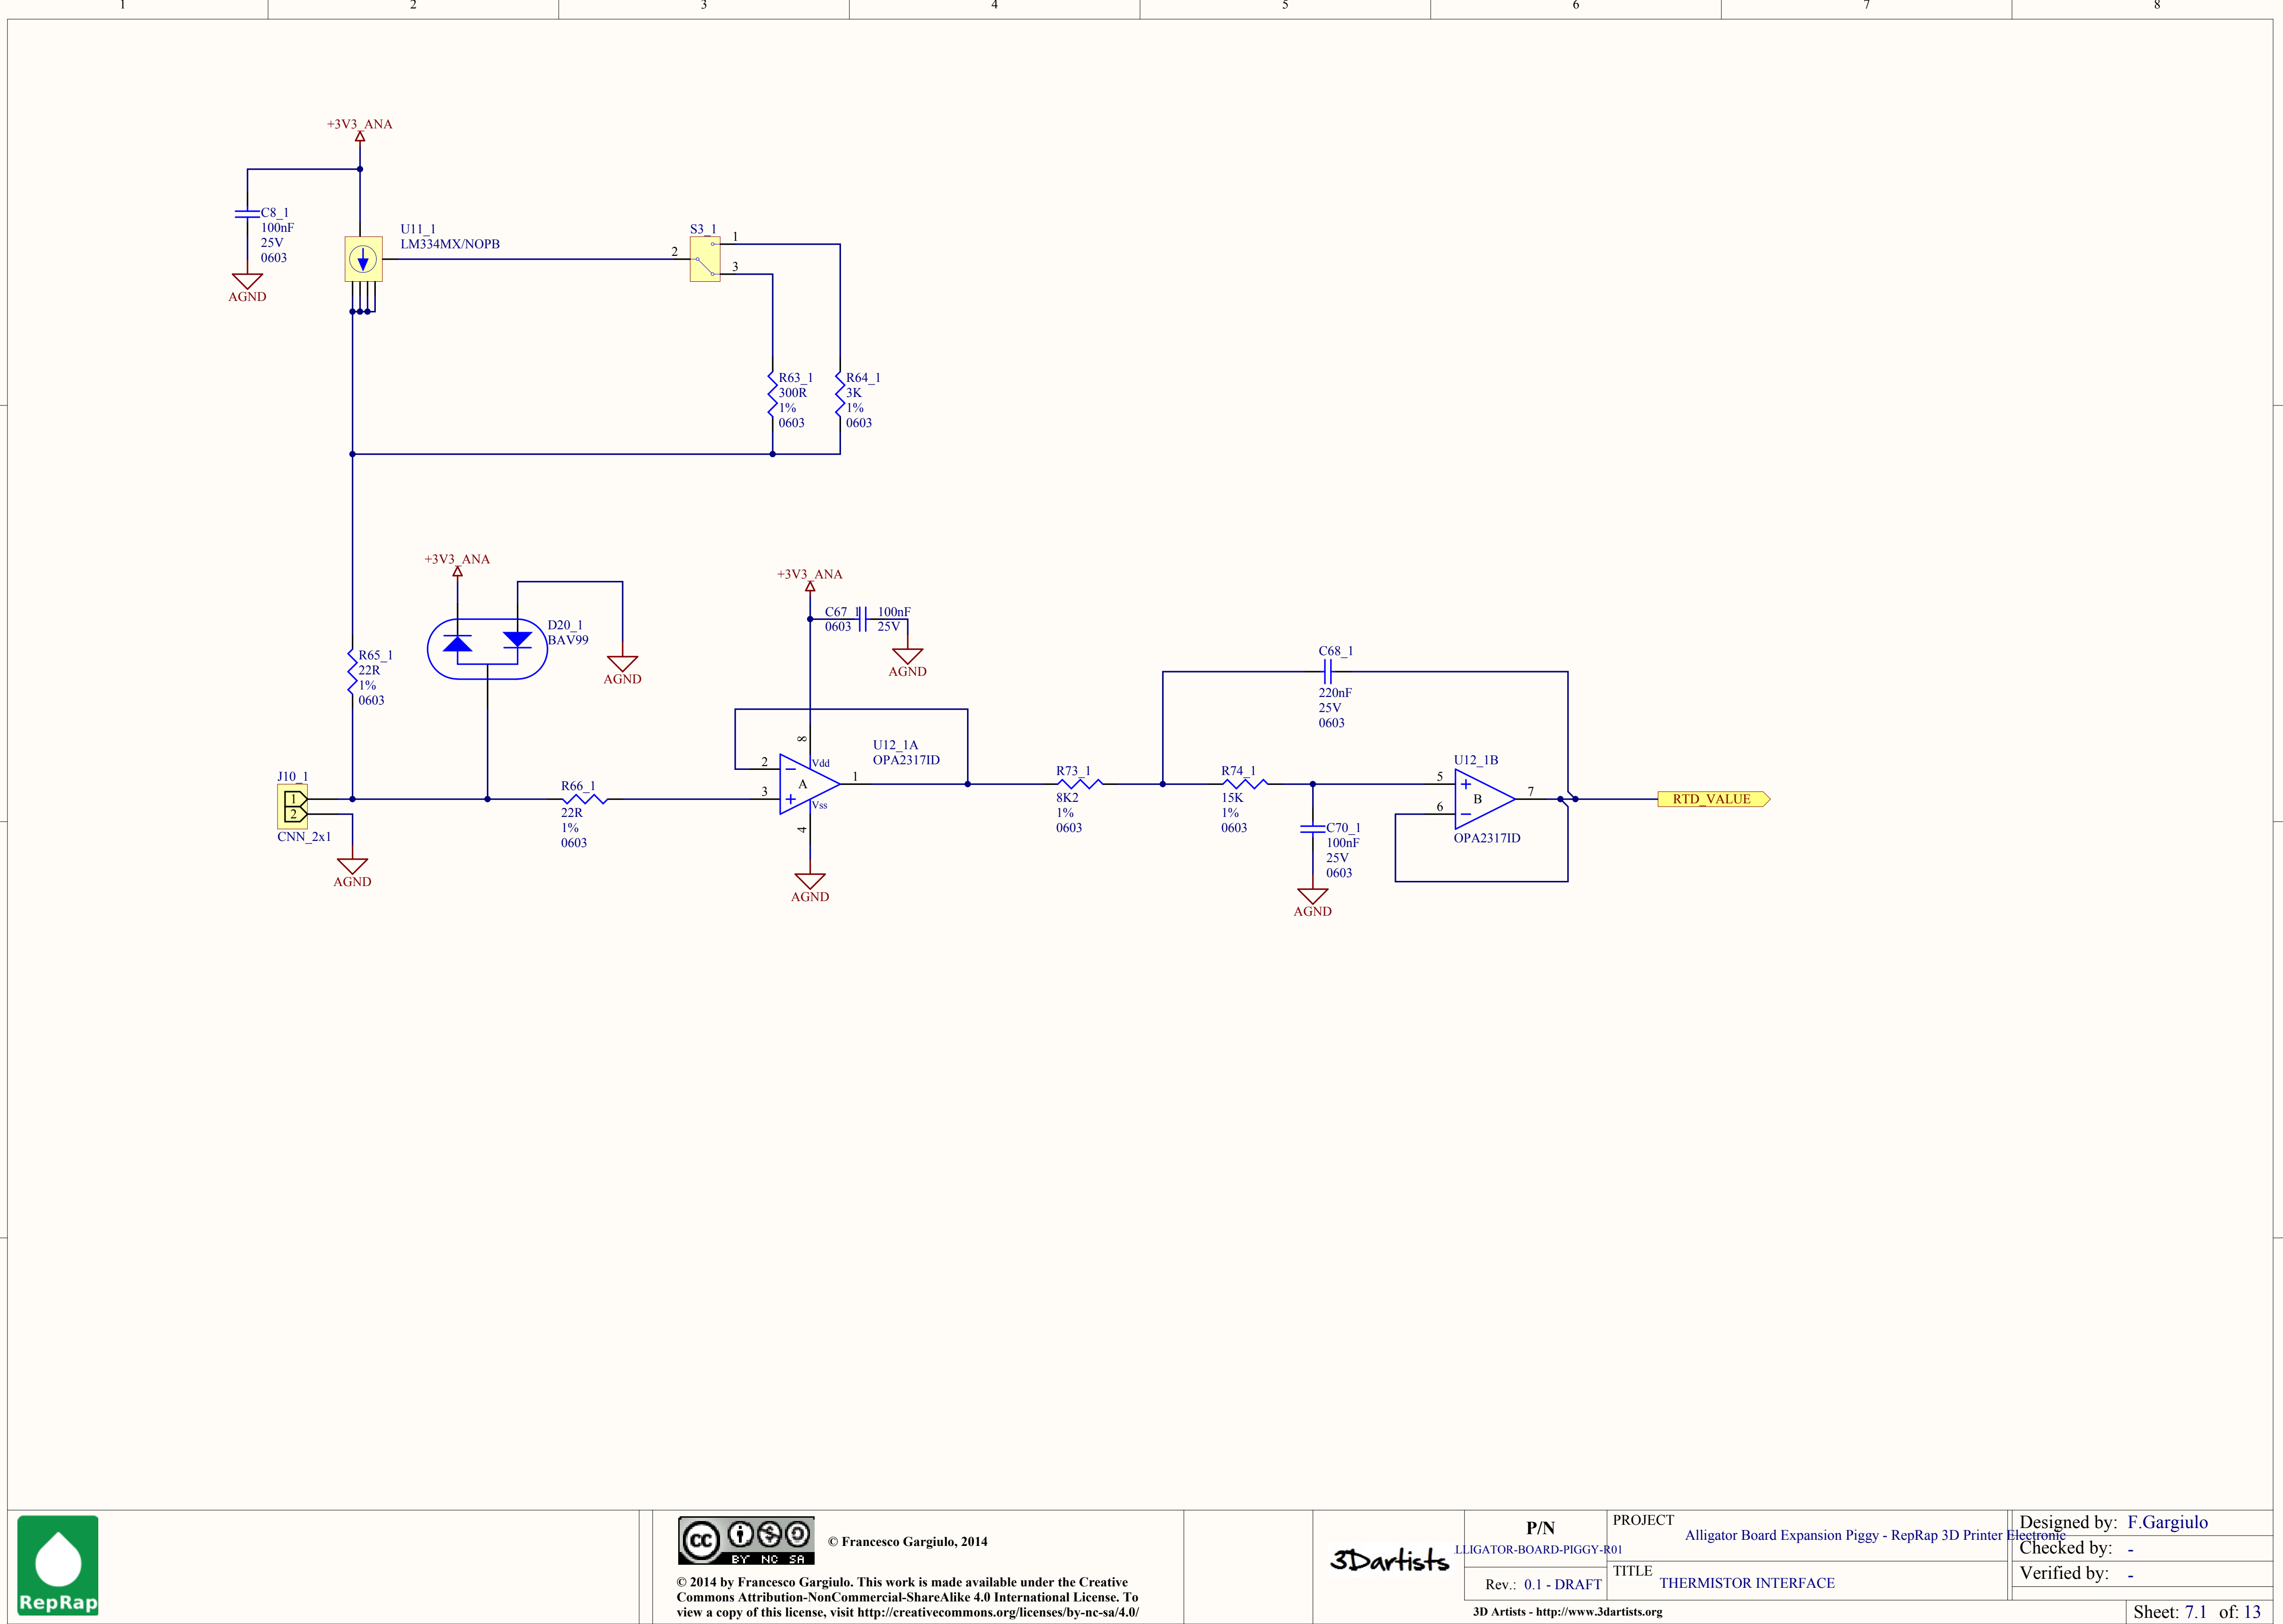 1 2 3 4 5 6 7 8
+3V3_ANA
C8_1
100nF
25V
0603
AGND
U11_1
LM334MX/NOPB
S3_1
2
1
3
R63_1
300R
1%
0603
R64_1
3K
1%
0603
+3V3_ANA
D20_1
BAV99
AGND
R65_1
22R
1%
0603
J10_1
1
2
CNN_2x1
AGND
R66_1
22R
1%
0603
+3V3_ANA
C67_1
0603
100nF
25V
AGND
8
Vdd
2
3
A
1
Vss
4
U12_1A
OPA2317ID
AGND
R73_1
8K2
1%
0603
C68_1
220nF
25V
0603
R74_1
15K
1%
0603
C70_1
100nF
25V
0603
AGND
U12_1B
5
6
B
7
OPA2317ID
RTD_VALUE
RepRap
cc
BY NC SA
© Francesco Gargiulo, 2014
© 2014 by Francesco Gargiulo. This work is made available under the Creative
Commons Attribution-NonCommercial-ShareAlike 4.0 International License. To
view a copy of this license, visit http://creativecommons.org/licenses/by-nc-sa/4.0/
3Dartists
P/N
LLIGATOR-BOARD-PIGGY-R01
Rev.: 0.1 - DRAFT
PROJECT
Alligator Board Expansion Piggy - RepRap 3D Printer Electronic
TITLE
THERMISTOR INTERFACE
3D Artists - http://www.3dartists.org
Designed by: F.Gargiulo
Checked by: -
Verified by: -
Sheet: 7.1 of: 13